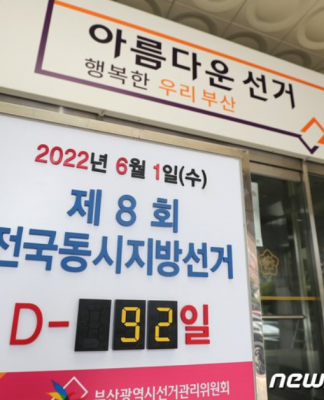 아름다운 선거
행복한 우리 부산
2022년 6월 1일(수)
제 8 회
전국동시지방선거
D-92일
부산광역시선거관리위원회
new